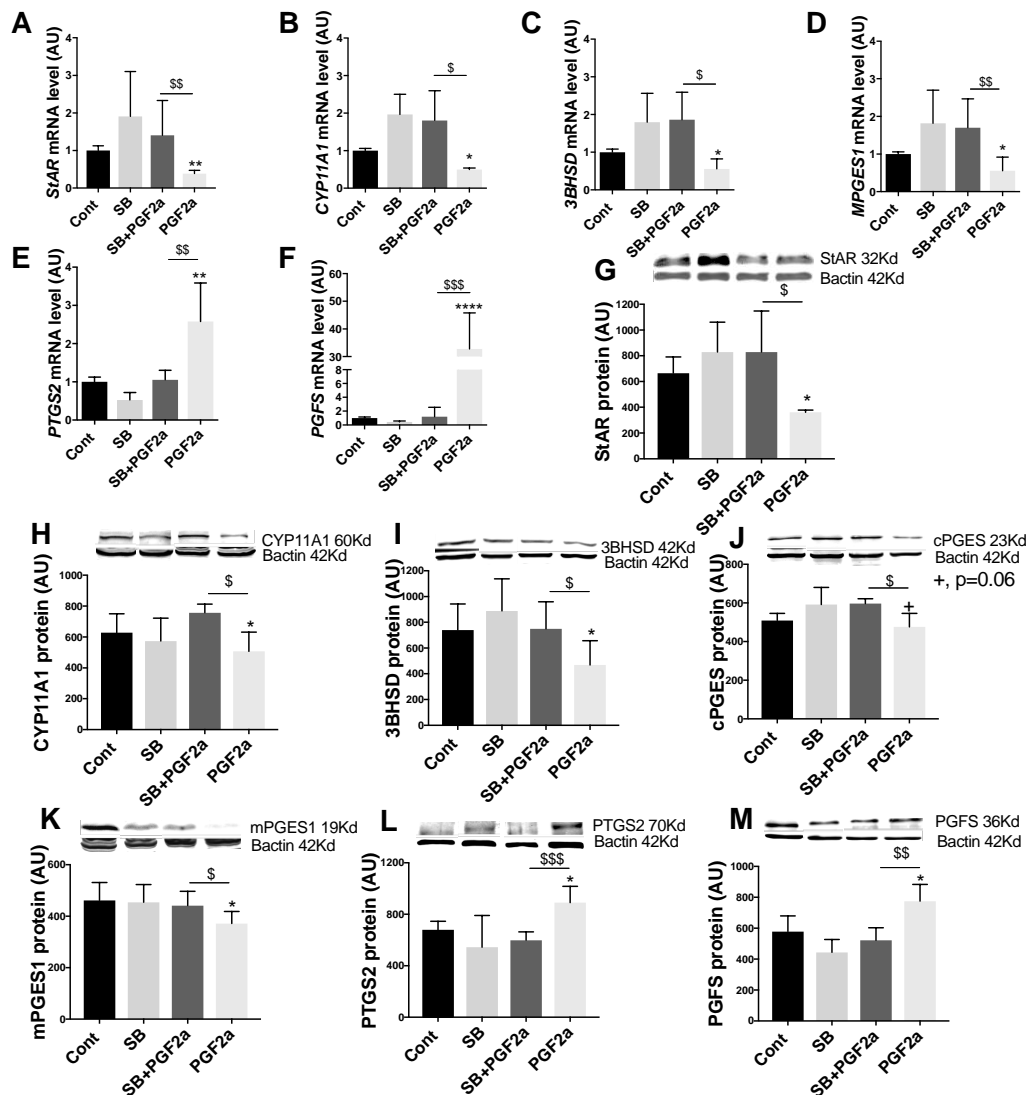 A
StAR mRNA level (AU)
4
3
2
1
0
$$
**
Cont
SB
SB+PGF2a
PGF2a
B
CYP11A1 mRNA level (AU)
4
3
2
1
0
$
*
Cont
SB
SB+PGF2a
PGF2a
C
3BHSD mRNA level (AU)
4
3
2
1
0
$
*
Cont
SB
SB+PGF2a
PGF2a
D
MPGES1 mRNA level (AU)
4
3
2
1
0
$$
*
Cont
SB
SB+PGF2a
PGF2a
E
PTGS2 mRNA level (AU)
4
3
2
1
0
$$
**
Cont
SB
SB+PGF2a
PGF2a
F
PGFS mRNA level (AU)
60
50
40
30
20
8
6
4
2
0
$$$
****
Cont
SB
SB+PGF2a
PGF2a
G
StAR 32Kd
Bactin 42Kd
StAR protein (AU)
1200
1000
800
600
400
200
0
$
*
Cont
SB
SB+PGF2a
PGF2a
H
CYP11A1 60Kd
Bactin 42Kd
CYP11A1 protein (AU)
1000
800
600
400
200
0
$
*
Cont
SB
SB+PGF2a
PGF2a
I
3BHSD 42Kd
Bactin 42Kd
3BHSD protein (AU)
1200
1000
800
600
400
200
0
$
*
Cont
SB
SB+PGF2a
PGF2a
J
cPGES 23Kd
Bactin 42Kd
+, p=0.06
cPGES protein (AU)
800
600
400
200
0
$
+
Cont
SB
SB+PGF2a
PGF2a
K
mPGES1 19Kd
Bactin 42Kd
mPGES1 protein (AU)
600
400
200
0
$
*
Cont
SB
SB+PGF2a
PGF2a
L
PTGS2 70Kd
Bactin 42Kd
PTGS2 protein (AU)
1200
800
400
0
$$$
*
Cont
SB
SB+PGF2a
PGF2a
M
PGFS 36Kd
Bactin 42Kd
PGFS protein (AU)
1000
800
600
400
200
0
$$
*
Cont
SB
SB+PGF2a
PGF2a